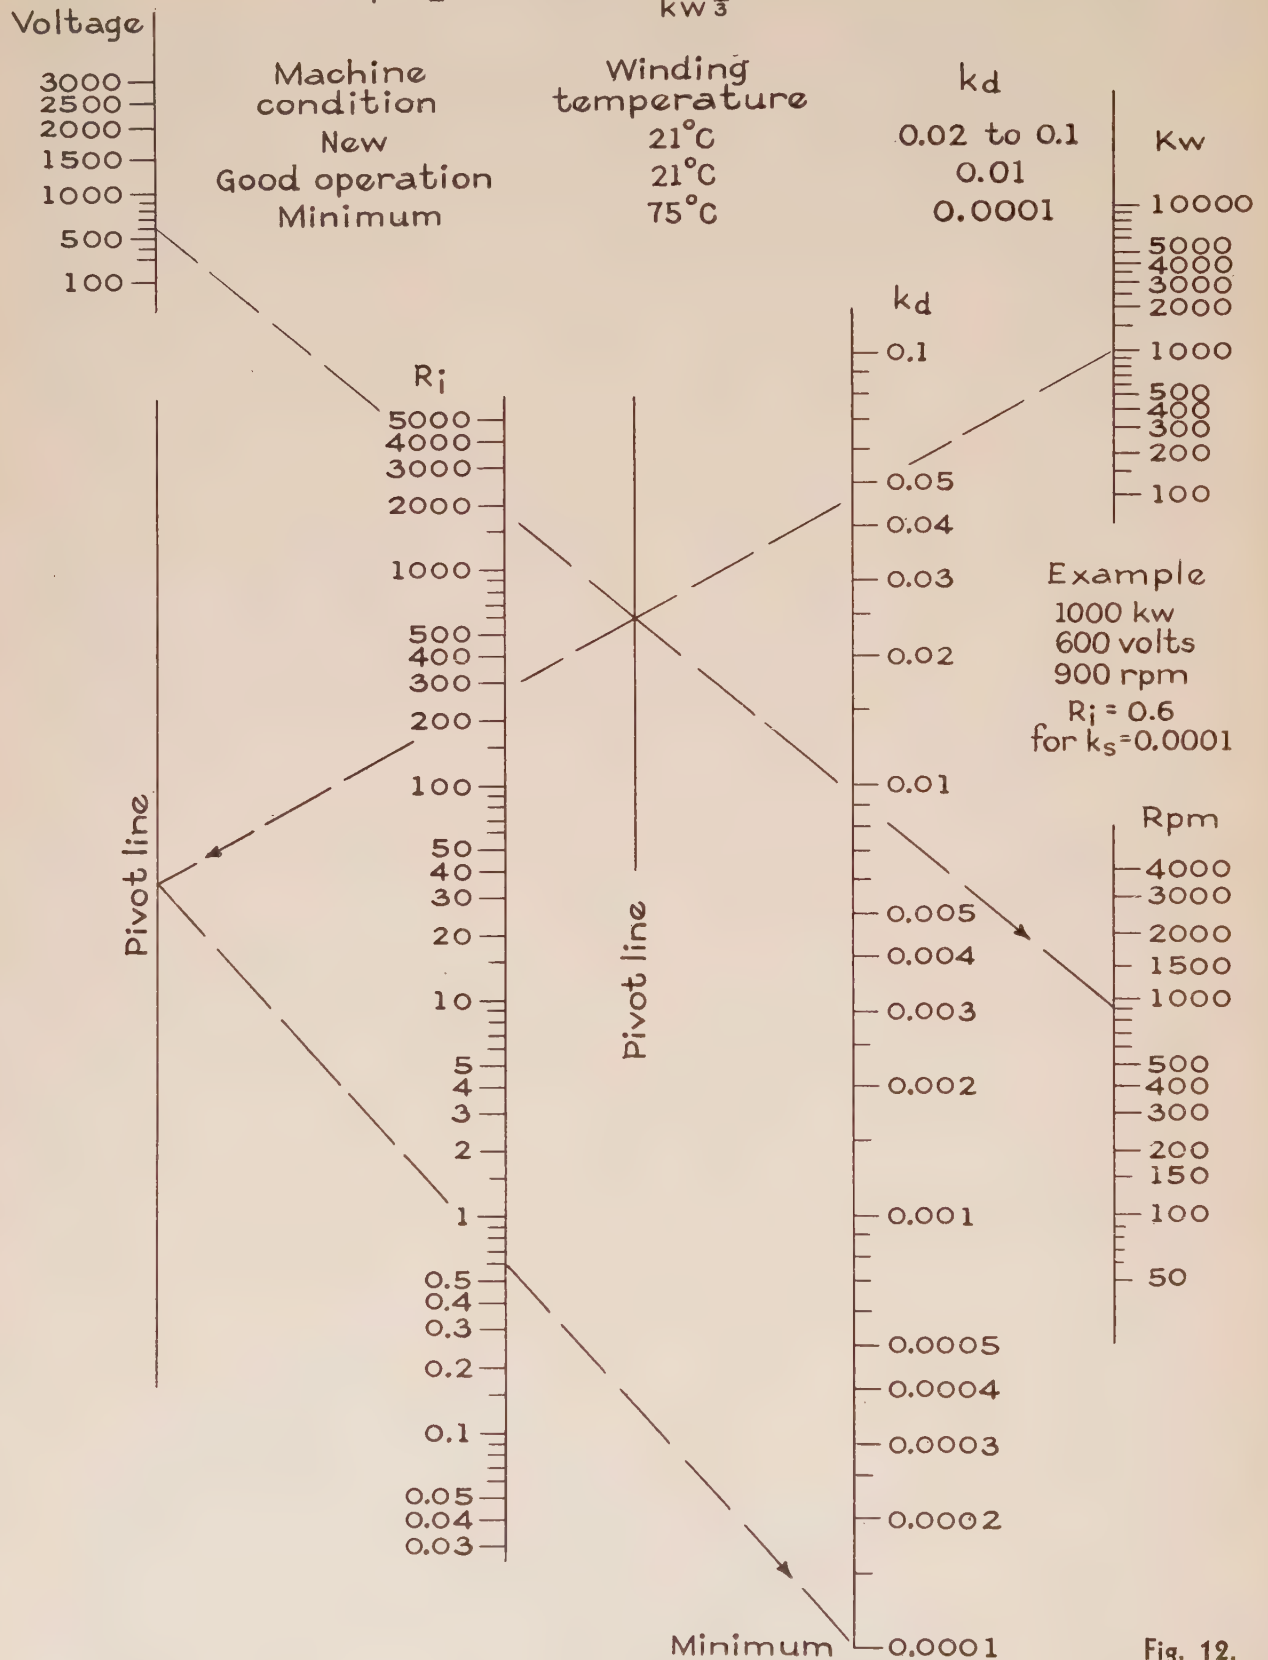 kw 3
Voltage
3000
2500
2000
1500
1000
500
100
Machine condition
New
Good operation
Minimum
Winding temperature
21°C
21°C
75°C
kd
0.02 to 0.1
0.01
0.0001
Kw
10000
5000
4000
3000
2000
1000
500
400
300
200
100
Ri
5000
4000
3000
2000
1000
500
400
300
200
100
50
40
30
20
10
5
4
3
2
1
0.5
0.4
0.3
0.2
0.1
0.05
0.04
0.03
Pivot line
Pivot line
kd
0.1
0.05
0.04
0.03
0.02
0.01
0.005
0.004
0.003
0.002
0.001
0.0005
0.0004
0.0003
0.0002
Minimum 0.0001
Example
1000 kw
600 volts
900 rpm
Ri = 0.6
for ks=0.0001
Rpm
4000
3000
2000
1500
1000
500
400
300
200
150
100
50
Fig. 12.